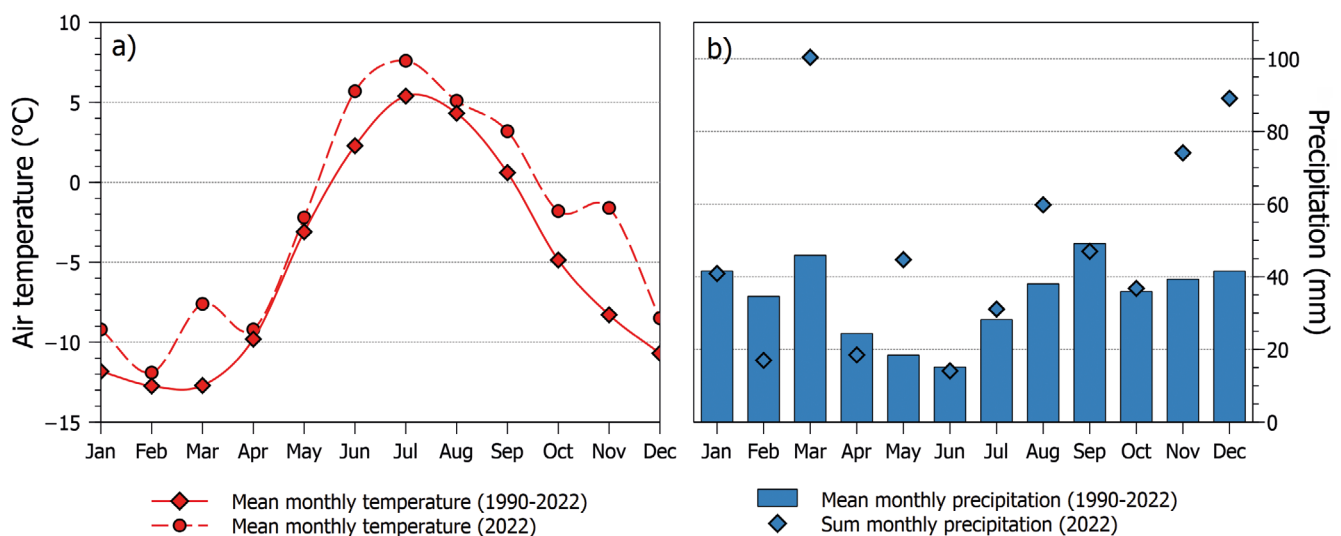 a)
Air temperature (°C)
10
5
0
−5
−10
−15
Jan Feb Mar Apr May Jun Jul Aug Sep Oct Nov Dec
Mean monthly temperature (1990-2022)
Mean monthly temperature (2022)
b)
Precipitation (mm)
100
80
60
40
20
0
Jan Feb Mar Apr May Jun Jul Aug Sep Oct Nov Dec
Mean monthly precipitation (1990-2022)
Sum monthly precipitation (2022)